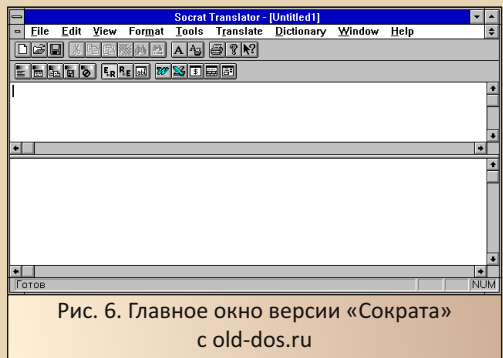 Socrat Translator - [Untitled1]
File Edit View Format Tools Translate Dictionary Window Help
Готов NUM
Рис. 6. Главное окно версии «Сократа»
с old-dos.ru